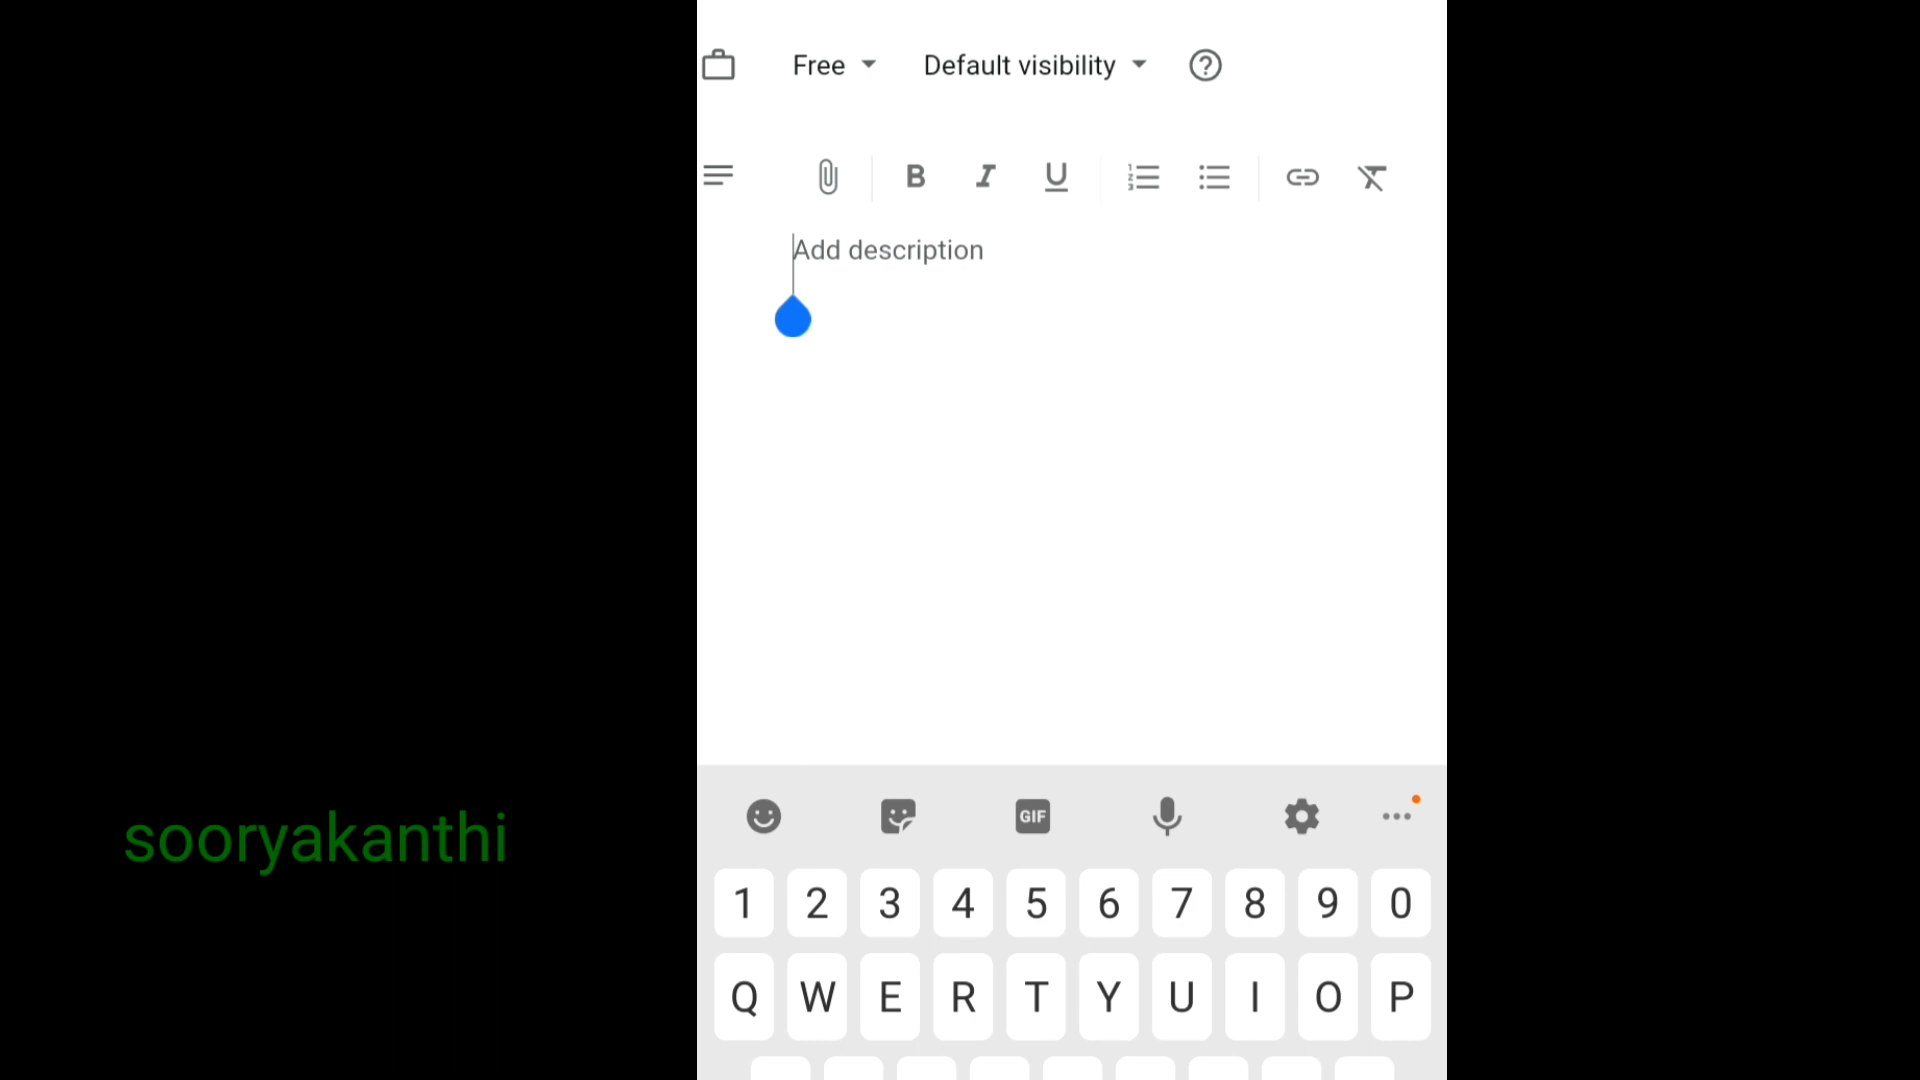 Free Default visibility
B I U
Add description
GIF
sooryakanthi
1 2 3 4 5 6 7 8 9 0
Q W E R T Y U I O P